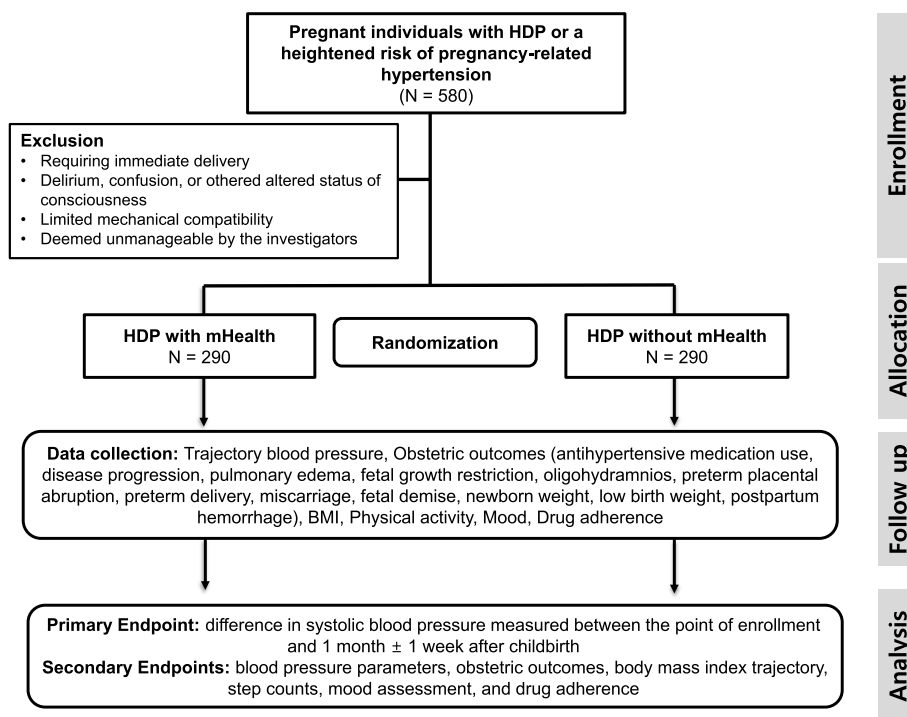 Pregnant individuals with HDP or a
heightened risk of pregnancy-related
hypertension
(N = 580)
Exclusion
• Requiring immediate delivery
• Delirium, confusion, or othered altered status of
consciousness
• Limited mechanical compatibility
• Deemed unmanageable by the investigators
Enrollment
HDP with mHealth
N = 290
Randomization
HDP without mHealth
N = 290
Allocation
Data collection: Trajectory blood pressure, Obstetric outcomes (antihypertensive medication use,
disease progression, pulmonary edema, fetal growth restriction, oligohydramnios, preterm placental
abruption, preterm delivery, miscarriage, fetal demise, newborn weight, low birth weight, postpartum
hemorrhage), BMI, Physical activity, Mood, Drug adherence
Follow up
Primary Endpoint: difference in systolic blood pressure measured between the point of enrollment
and 1 month ± 1 week after childbirth
Secondary Endpoints: blood pressure parameters, obstetric outcomes, body mass index trajectory,
step counts, mood assessment, and drug adherence
Analysis